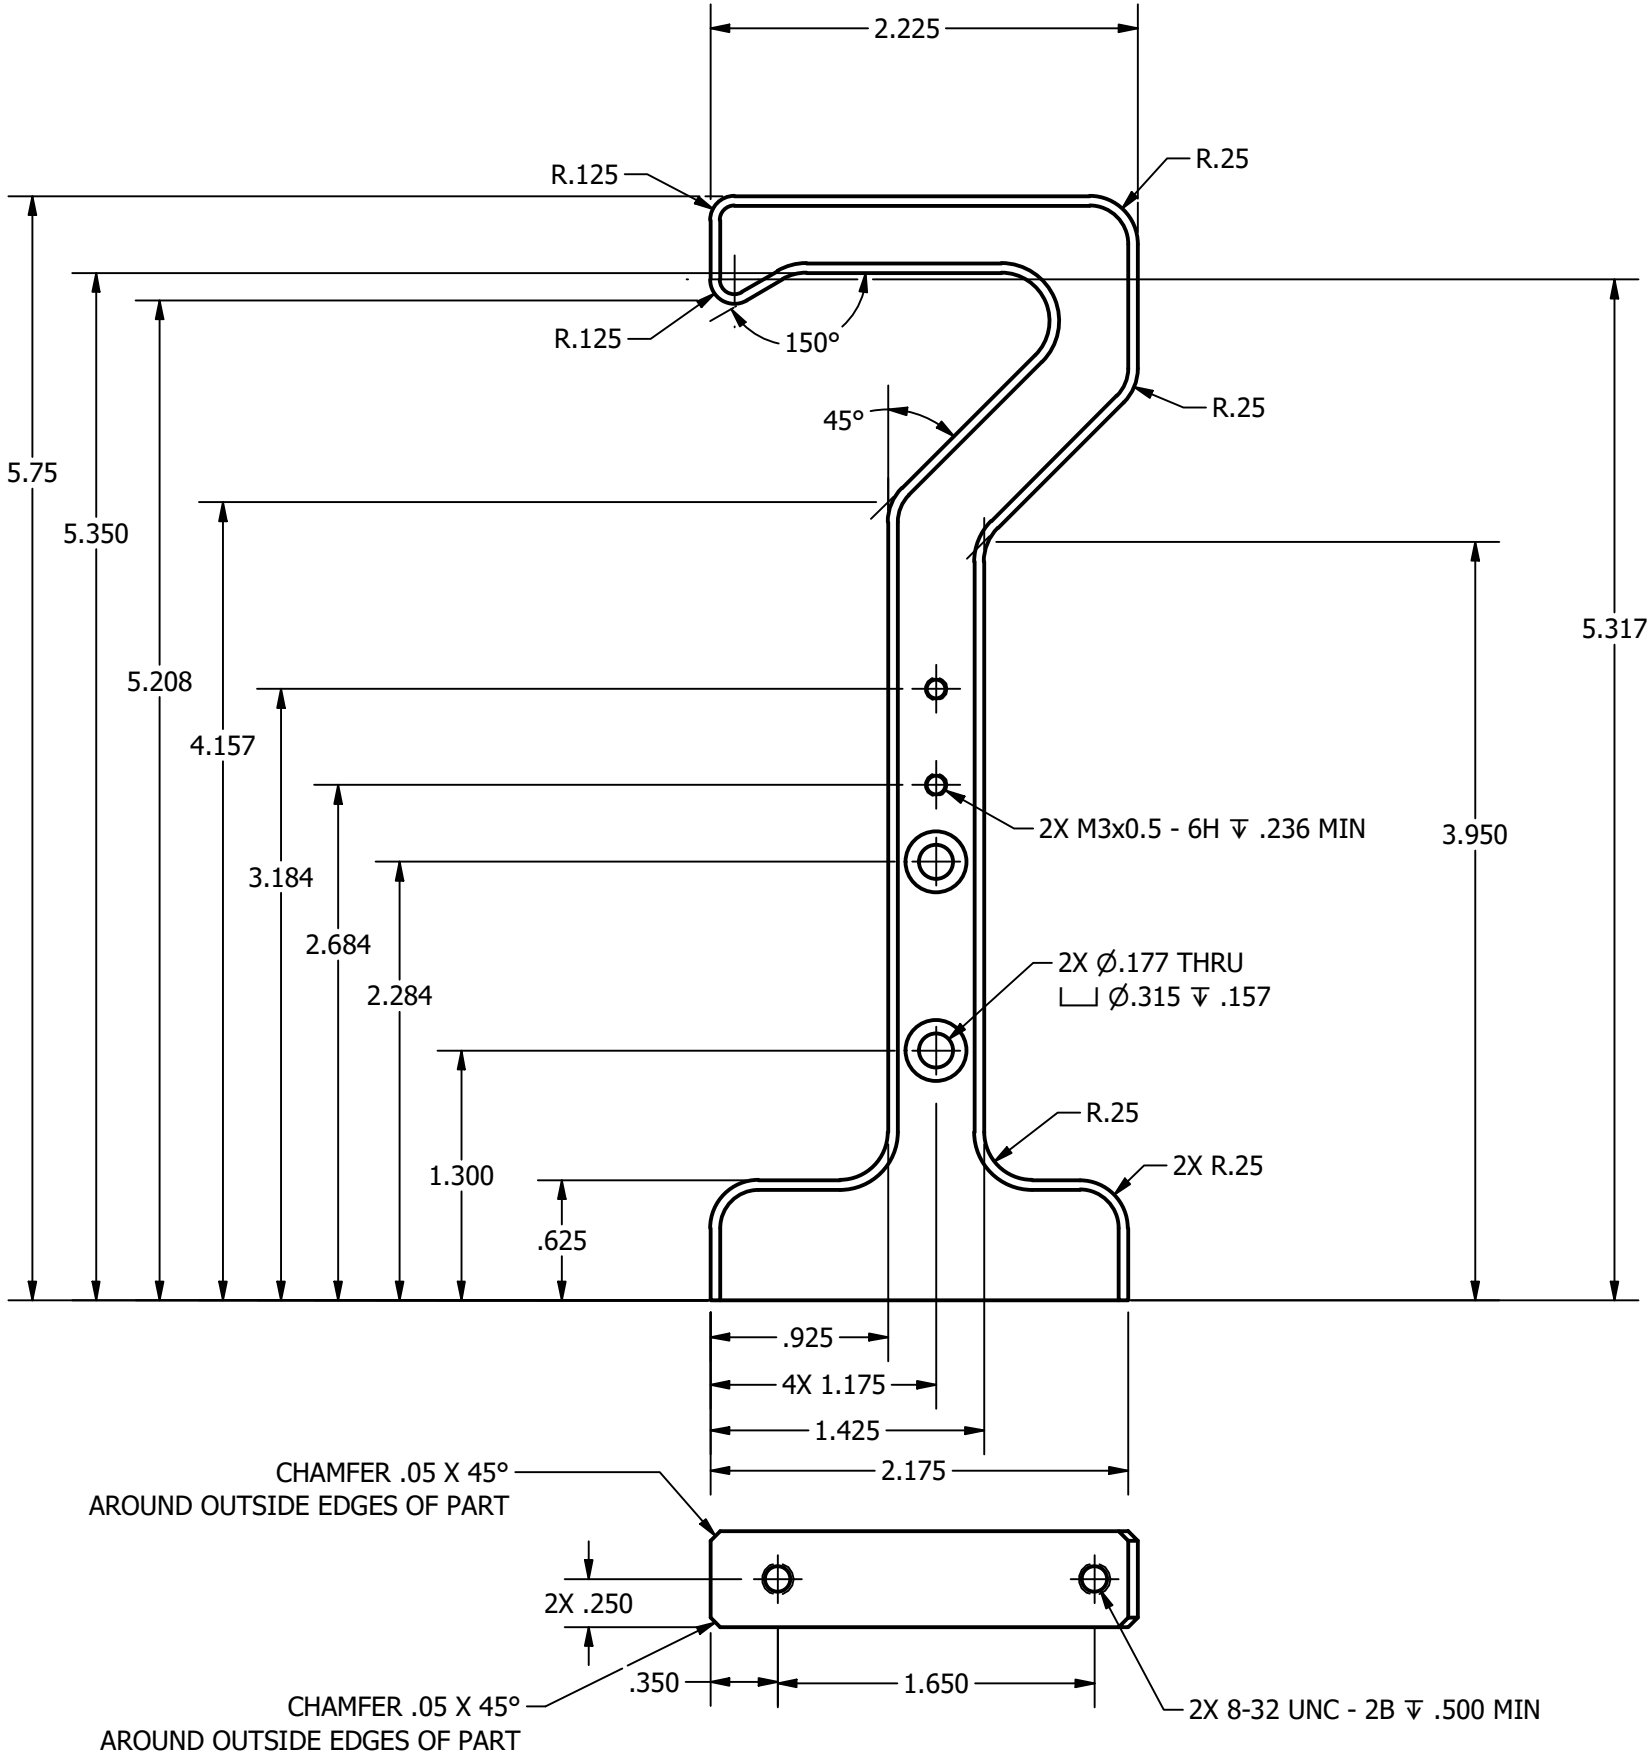 2.225
R.125
R.25
R.125
150°
45°
R.25
5.75
5.350
5.317
5.208
4.157
2X M3x0.5 - 6H ↧ .236 MIN
3.950
3.184
2.684
2X Ø.177 THRU
⌴ Ø.315 ↧ .157
2.284
R.25
2X R.25
1.300
.625
.925
4X 1.175
1.425
2.175
CHAMFER .05 X 45°
AROUND OUTSIDE EDGES OF PART
2X .250
.350
1.650
CHAMFER .05 X 45°
AROUND OUTSIDE EDGES OF PART
2X 8-32 UNC - 2B ↧ .500 MIN